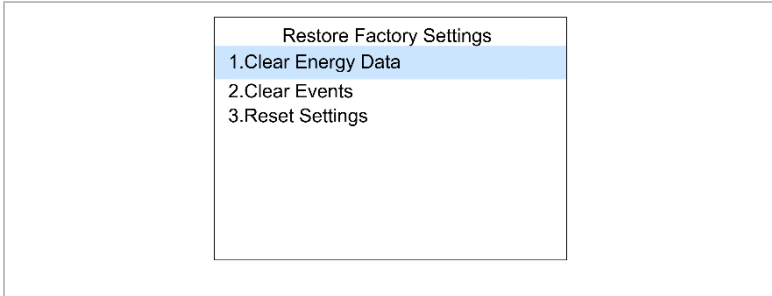 Restore Factory Settings
1.Clear Energy Data
2.Clear Events
3.Reset Settings